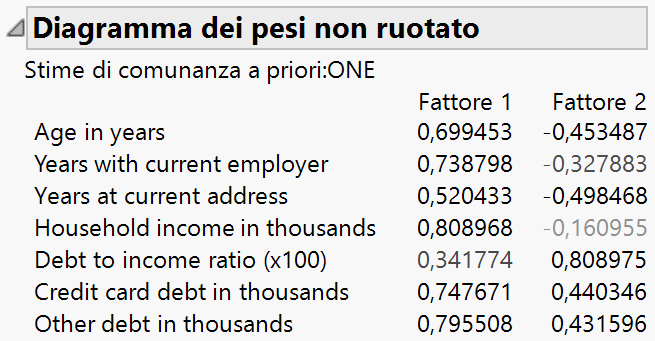 Diagramma dei pesi non ruotato
Stime di comunanza a priori:ONE
Fattore 1 Fattore 2
Age in years 0,699453 -0,453487
Years with current employer 0,738798 -0,327883
Years at current address 0,520433 -0,498468
Household income in thousands 0,808968 -0,160955
Debt to income ratio (x100) 0,341774 0,808975
Credit card debt in thousands 0,747671 0,440346
Other debt in thousands 0,795508 0,431596